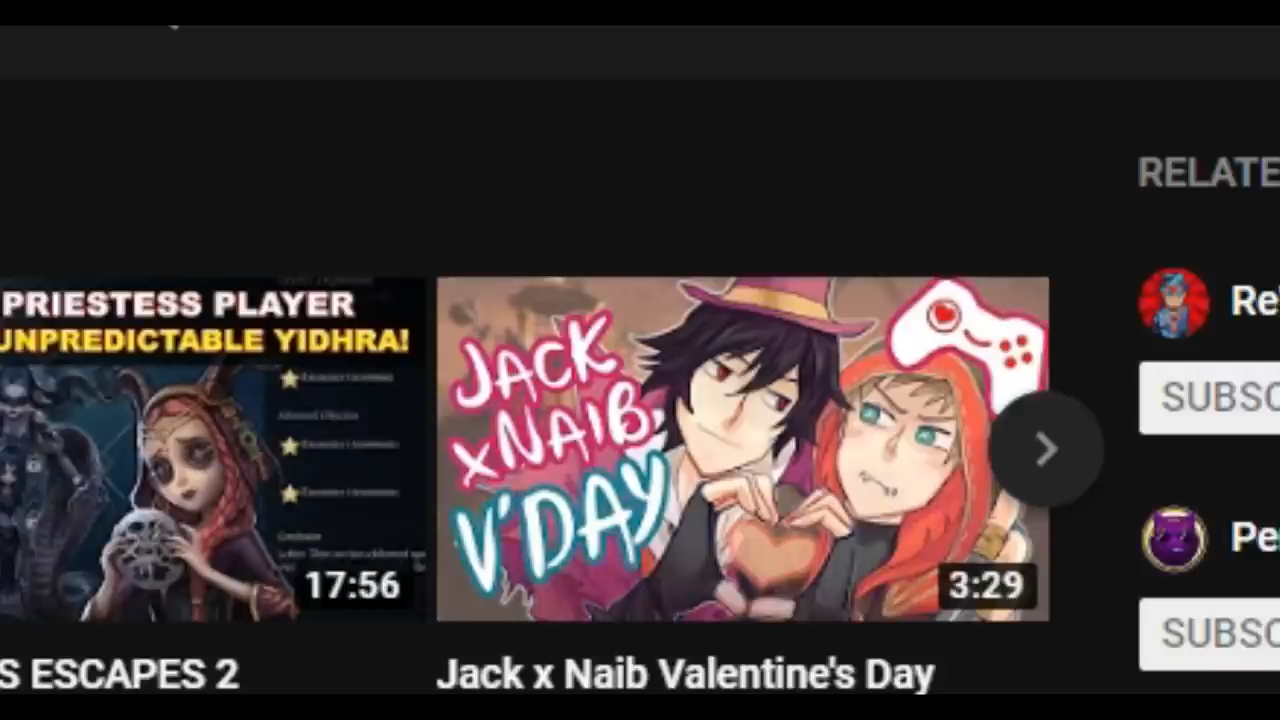 RELATE
PRIESTESS PLAYER
UNPREDICTABLE YIDHRA!
17:56
JACK
xNAIB
V'DAY
3:29
S ESCAPES 2
Jack x Naib Valentine's Day
Re
SUBSC
Pe
SUBSC